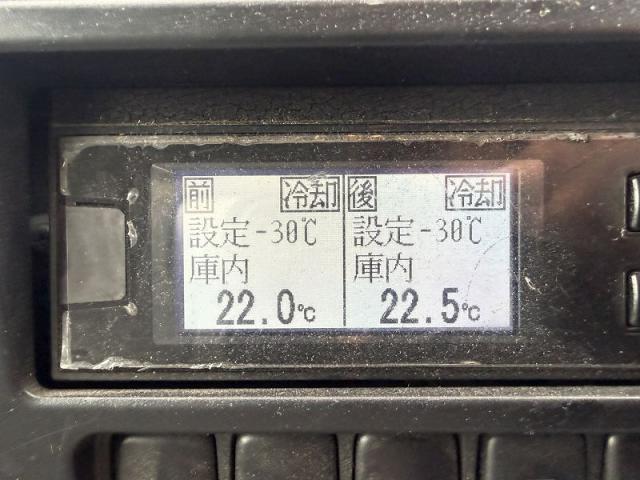 前 冷却
設定-30℃
庫内
22.0℃
後 冷却
設定-30℃
庫内
22.5℃